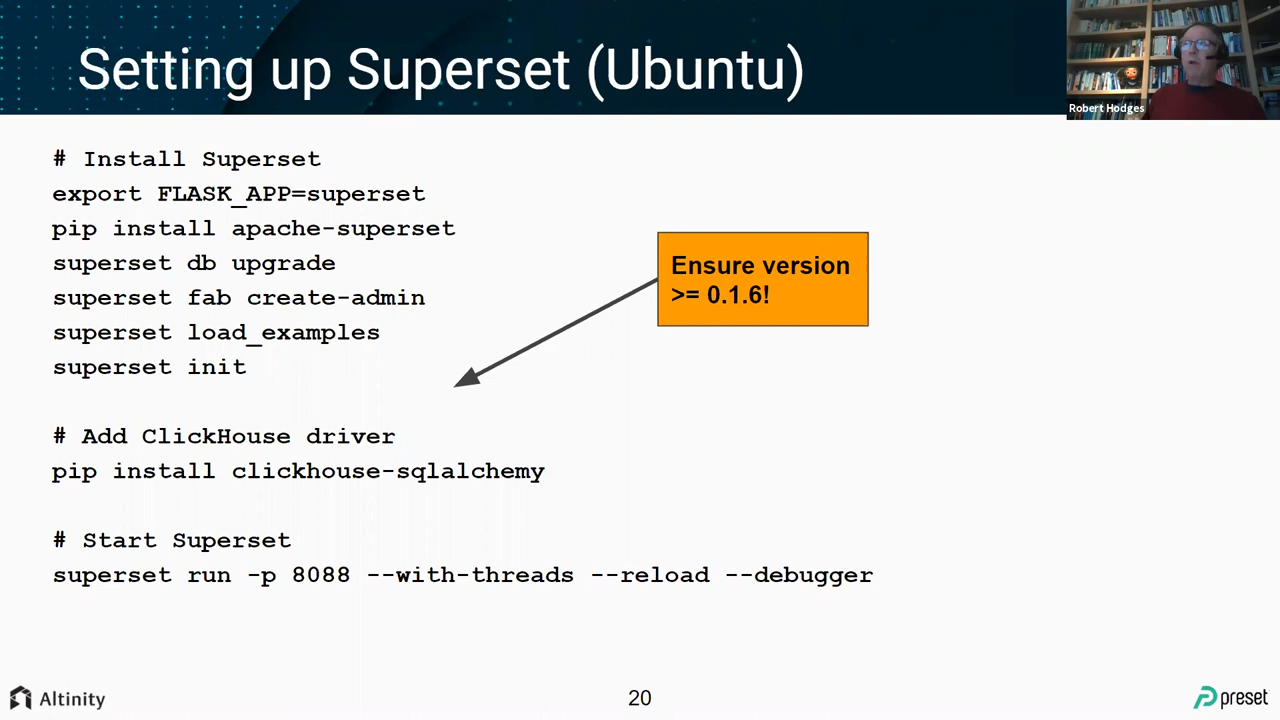 Setting up Superset (Ubuntu)
Robert Hodges
# Install Superset
export FLASK_APP=superset
pip install apache-superset
superset db upgrade
superset fab create-admin
superset load_examples
superset init
Ensure version
>= 0.1.6!
# Add ClickHouse driver
pip install clickhouse-sqlalchemy
# Start Superset
superset run -p 8088 --with-threads --reload --debugger
Altinity
20
preset